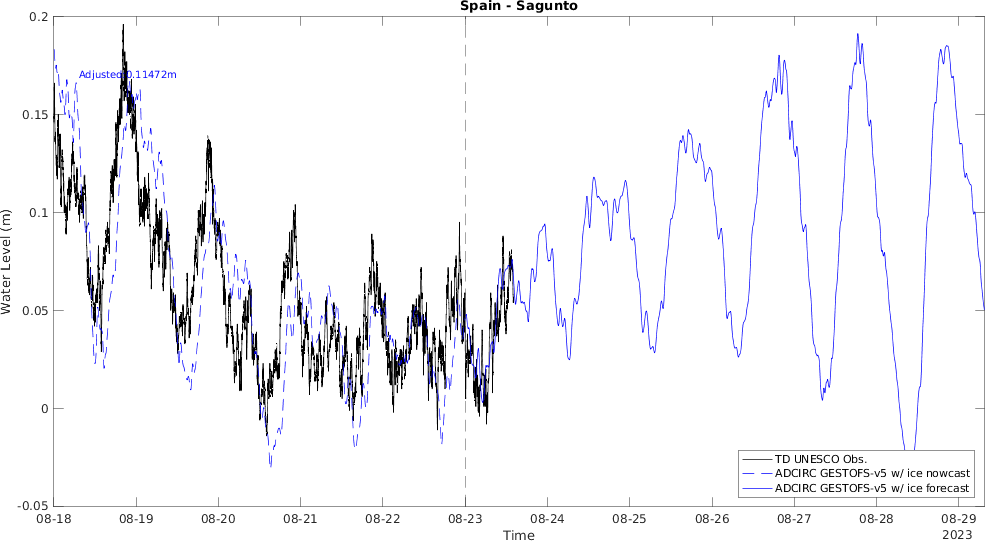 Spain - Sagunto
0.2
0.15
0.1
0.05
0
-0.05
Water Level (m)
Adjusted 0.11472m
TD UNESCO Obs.
ADCIRC GESTOFS-v5 w/ ice nowcast
ADCIRC GESTOFS-v5 w/ ice forecast
08-18 08-19 08-20 08-21 08-22 08-23 08-24 08-25 08-26 08-27 08-28 08-29
Time
2023